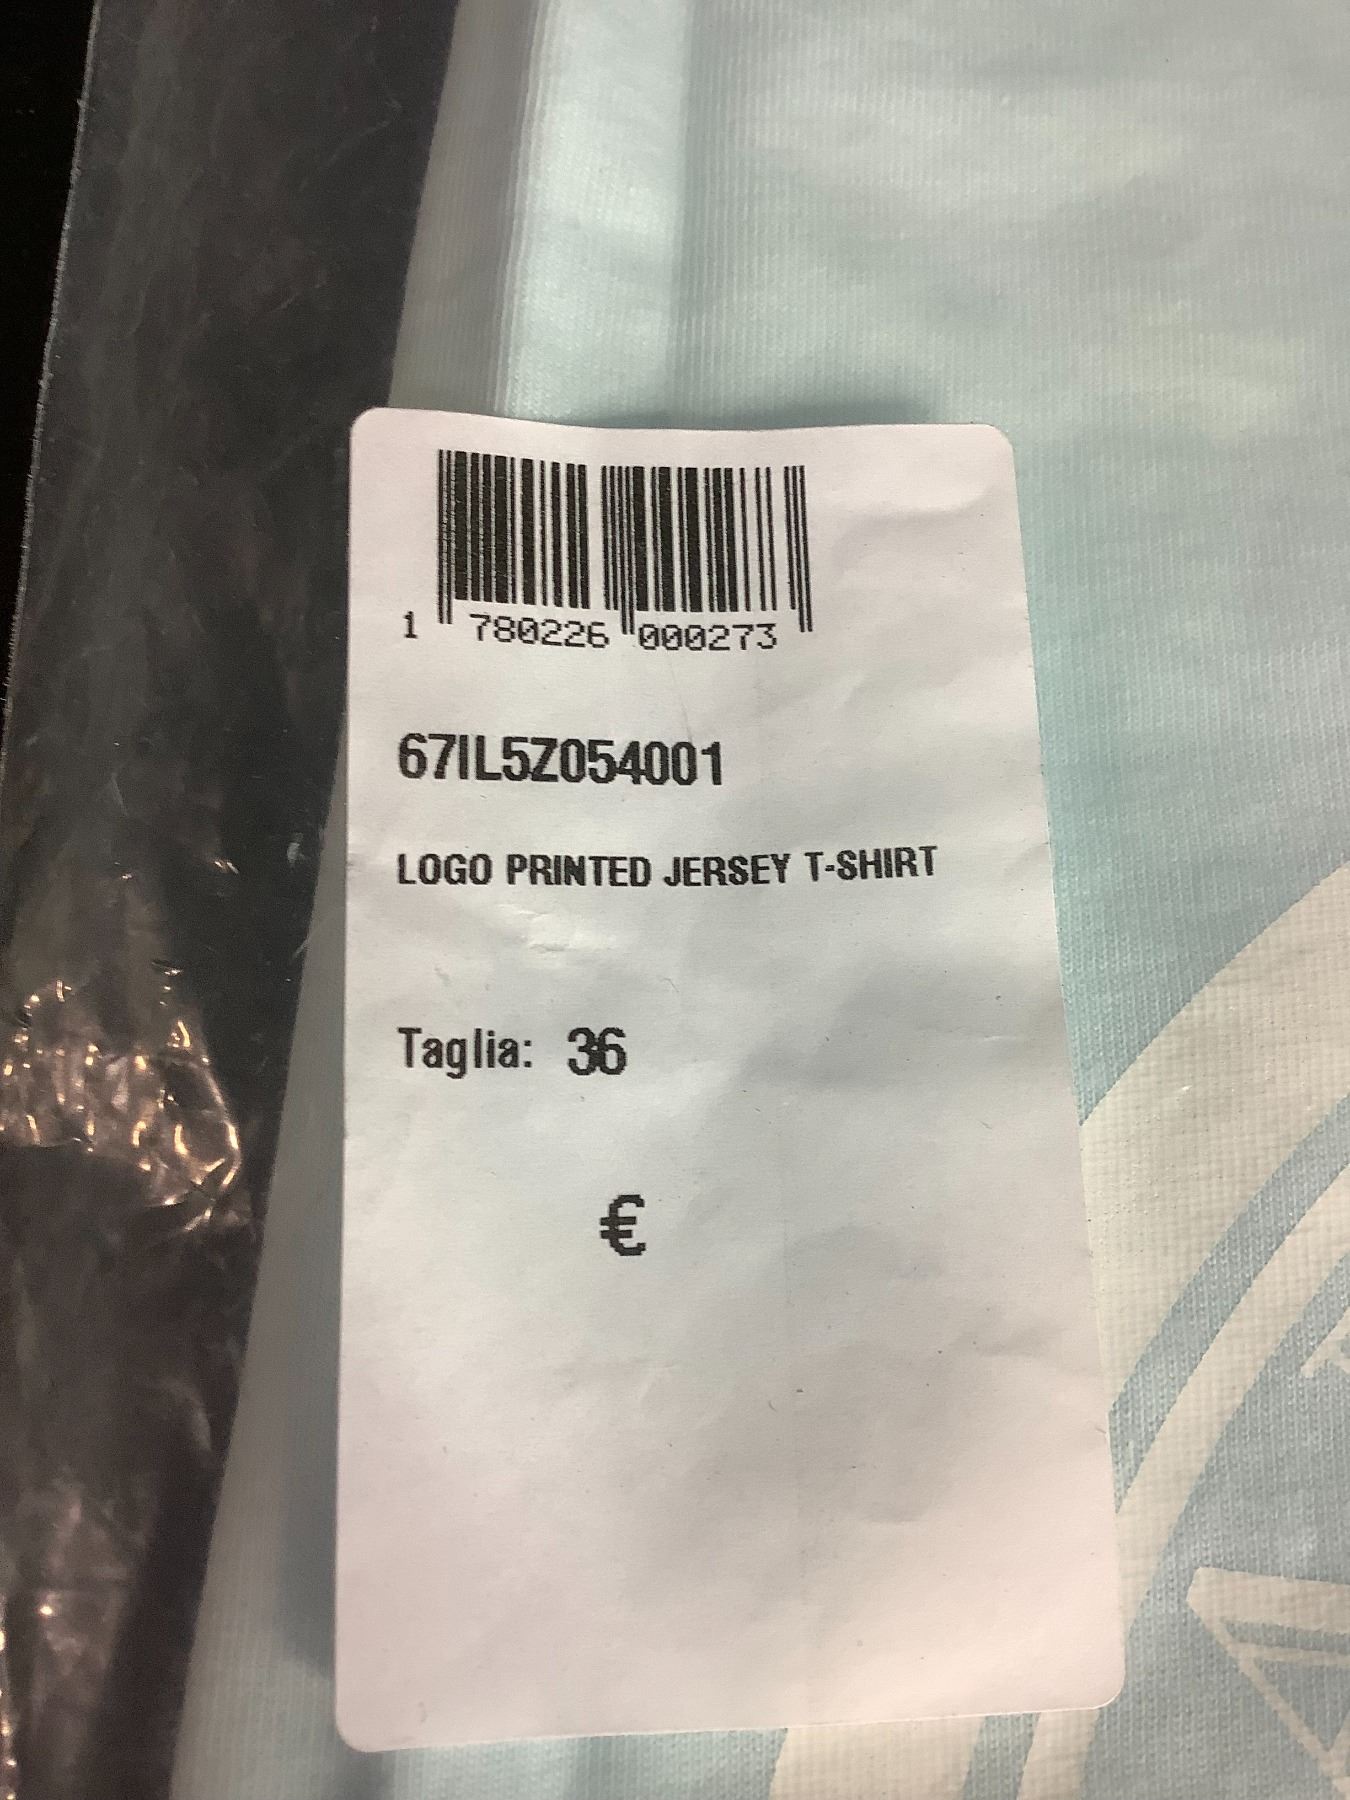 1 780226 000273
67IL5Z054001
LOGO PRINTED JERSEY T-SHIRT
Taglia: 36
€